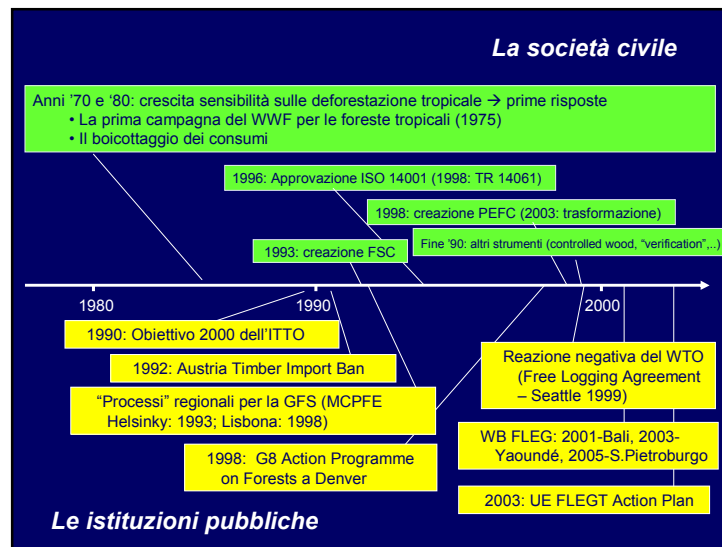 La società civile
Anni '70 e '80: crescita sensibilità sulle deforestazione tropicale → prime risposte
• La prima campagna del WWF per le foreste tropicali (1975)
• Il boicottaggio dei consumi
1996: Approvazione ISO 14001 (1998: TR 14061)
1998: creazione PEFC (2003: trasformazione)
Fine '90: altri strumenti (controlled wood, "verification",..)
1993: creazione FSC
1980
1990
2000
1990: Obiettivo 2000 dell'ITTO
1992: Austria Timber Import Ban
"Processi" regionali per la GFS (MCPFE
Helsinky: 1993; Lisbona: 1998)
1998: G8 Action Programme
on Forests a Denver
Reazione negativa del WTO
(Free Logging Agreement
– Seattle 1999)
WB FLEG: 2001-Bali, 2003-
Yaoundé, 2005-S.Pietroburgo
2003: UE FLEGT Action Plan
Le istituzioni pubbliche